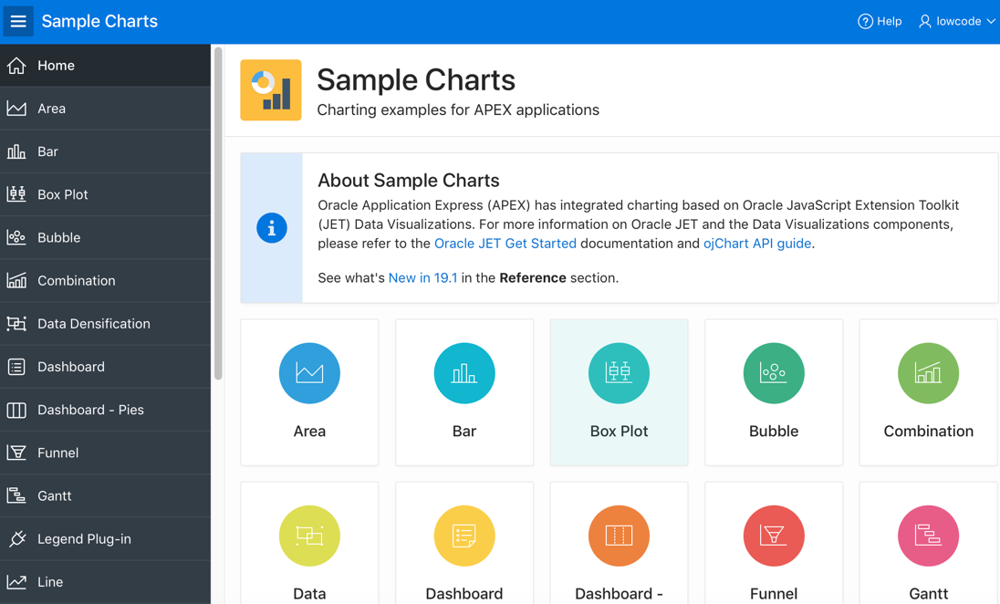 Sample Charts
Help
lowcode
Home
Area
Bar
Box Plot
Bubble
Combination
Data Densification
Dashboard
Dashboard - Pies
Funnel
Gantt
Legend Plug-in
Line
Sample Charts
Charting examples for APEX applications
About Sample Charts
Oracle Application Express (APEX) has integrated charting based on Oracle JavaScript Extension Toolkit
(JET) Data Visualizations. For more information on Oracle JET and the Data Visualizations components,
please refer to the Oracle JET Get Started documentation and ojChart API guide.
See what's New in 19.1 in the Reference section.
Area
Bar
Box Plot
Bubble
Combination
Data
Dashboard
Dashboard -
Funnel
Gantt